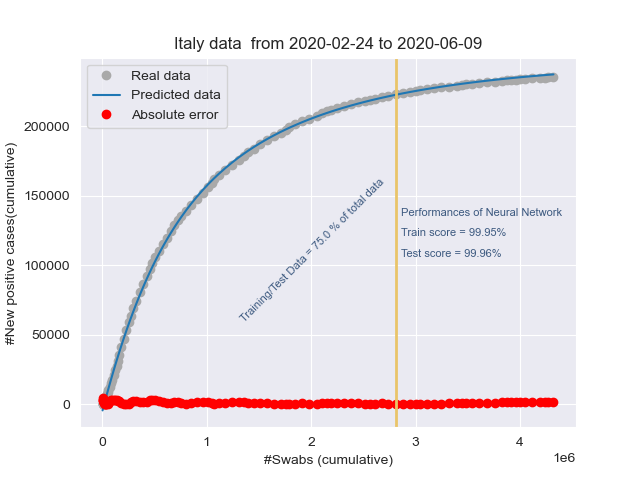 Italy data  from 2020-02-24 to 2020-06-09
Real data
Predicted data
Absolute error
200000
150000
100000
50000
0
#New positive cases(cumulative)
Training/Test Data = 75.0 % of total data
Performances of Neural Network
Train score = 99.95%
Test score = 99.96%
0 1 2 3 4
1e6
#Swabs (cumulative)